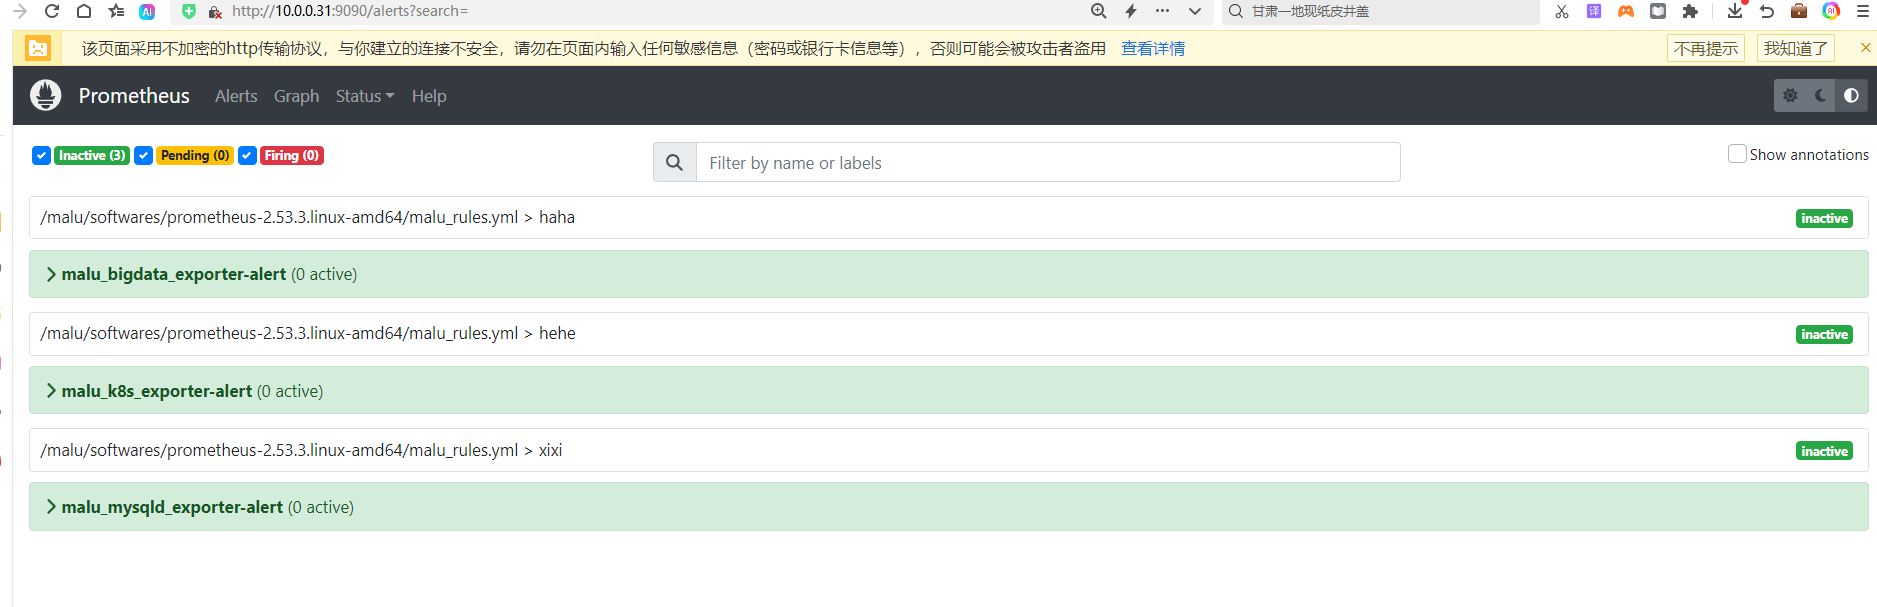 http://10.0.0.31:9090/alerts?search=
甘肃一地现纸皮井盖
该页面采用不加密的http传输协议，与你建立的连接不安全，请勿在页面内输入任何敏感信息（密码或银行卡信息等），否则可能会被攻击者盗用 查看详情 不再提示 我知道了
Prometheus Alerts Graph Status Help
Inactive (3) Pending (0) Firing (0) Filter by name or labels Show annotations
/malu/softwares/prometheus-2.53.3.linux-amd64/malu_rules.yml > haha inactive
malu_bigdata_exporter-alert (0 active)
/malu/softwares/prometheus-2.53.3.linux-amd64/malu_rules.yml > hehe inactive
malu_k8s_exporter-alert (0 active)
/malu/softwares/prometheus-2.53.3.linux-amd64/malu_rules.yml > xixi inactive
malu_mysqld_exporter-alert (0 active)